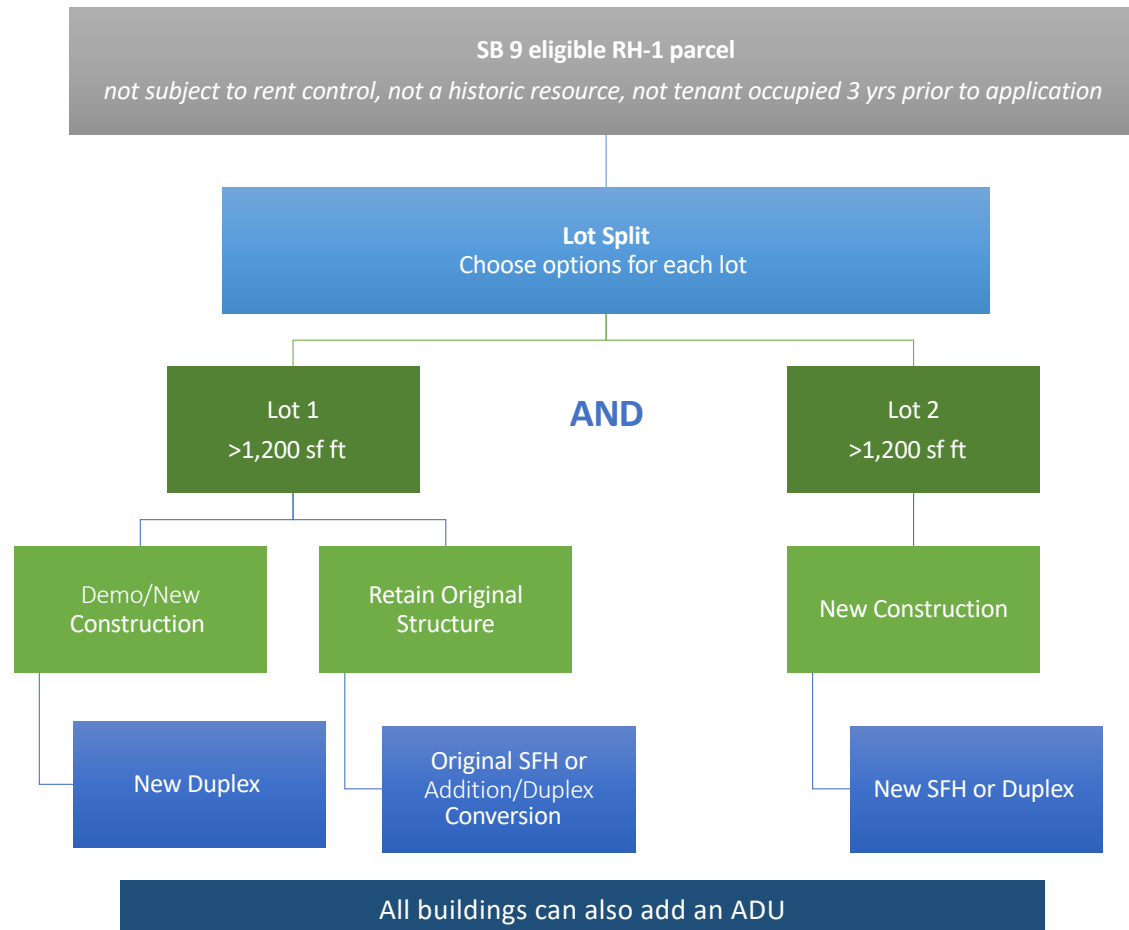 SB 9 eligible RH-1 parcel
not subject to rent control, not a historic resource, not tenant occupied 3 yrs prior to application
Lot Split
Choose options for each lot
Lot 1
>1,200 sf ft
AND
Lot 2
>1,200 sf ft
Demo/New
Construction
Retain Original
Structure
New Construction
New Duplex
Original SFH or
Addition/Duplex
Conversion
New SFH or Duplex
All buildings can also add an ADU